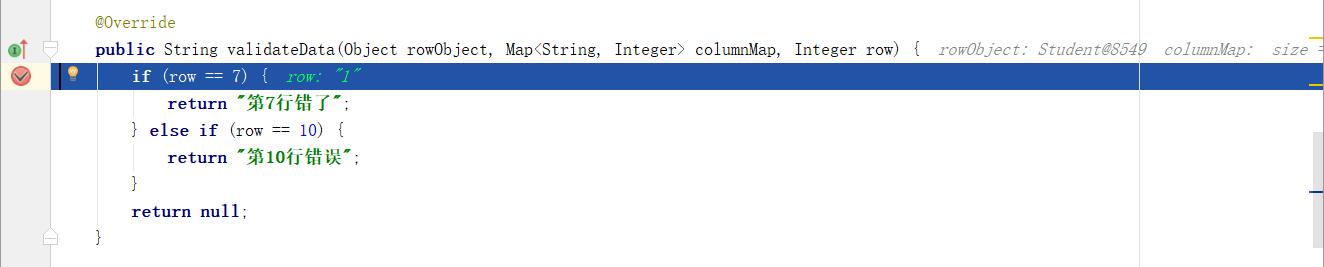 @Override
public String validateData(Object rowObject, Map<String, Integer> columnMap, Integer row) { rowObject: Student@8549 columnMap: size =
if (row == 7) { row: "1"
return "第7行错了";
} else if (row == 10) {
return "第10行错误";
}
return null;
}